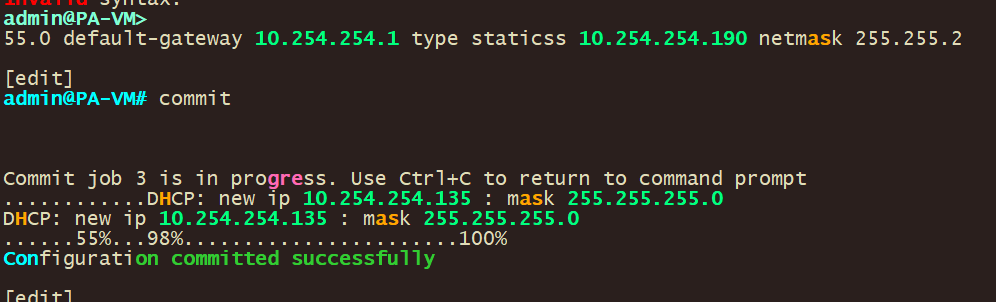 invalid syntax.
admin@PA-VM>
55.0 default-gateway 10.254.254.1 type staticss 10.254.254.190 netmask 255.255.2
[edit]
admin@PA-VM# commit
Commit job 3 is in progress. Use Ctrl+C to return to command prompt
............DHCP: new ip 10.254.254.135 : mask 255.255.255.0
DHCP: new ip 10.254.254.135 : mask 255.255.255.0
......55%...98%.......................100%
Configuration committed successfully
[edit]